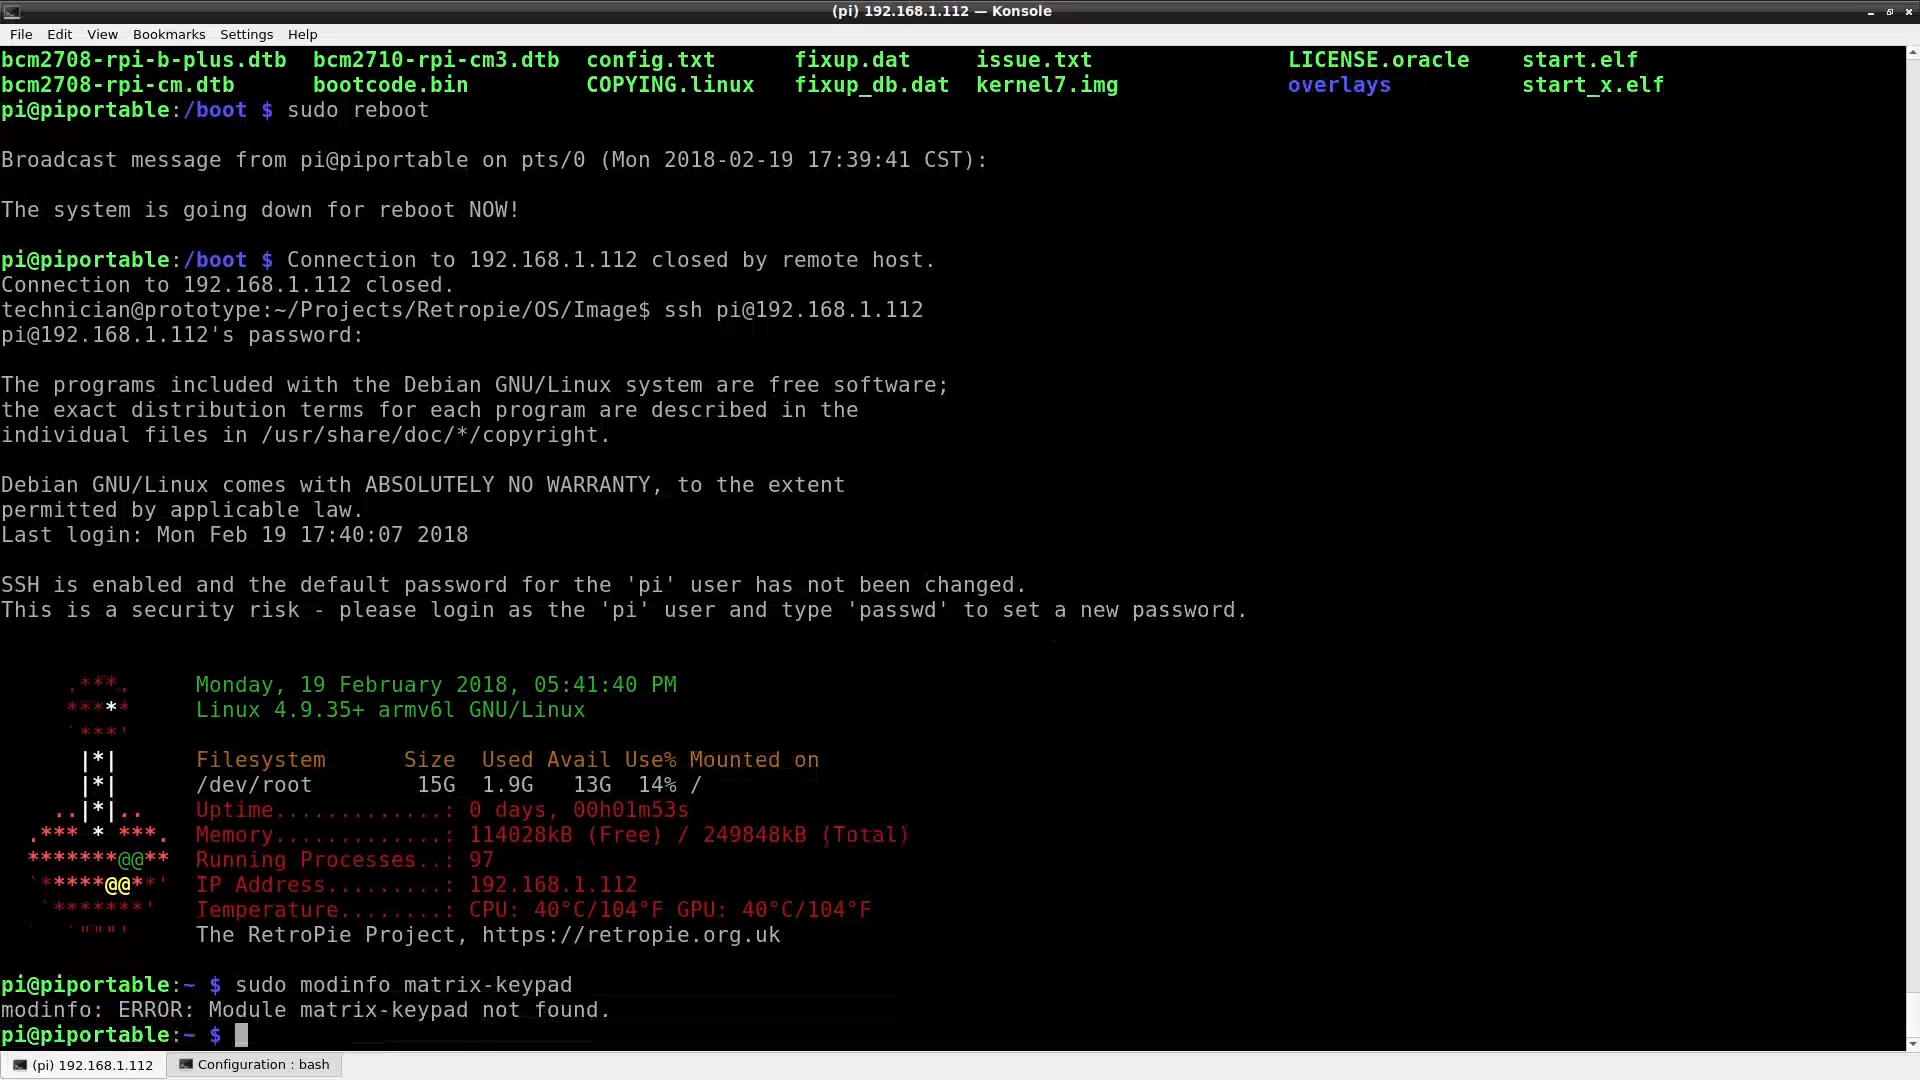 (pi) 192.168.1.112 — Konsole
File Edit View Bookmarks Settings Help
bcm2708-rpi-b-plus.dtb bcm2710-rpi-cm3.dtb config.txt fixup.dat issue.txt LICENSE.oracle start.elf
bcm2708-rpi-cm.dtb bootcode.bin COPYING.linux fixup_db.dat kernel7.img overlays start_x.elf
pi@piportable:/boot $ sudo reboot
Broadcast message from pi@piportable on pts/0 (Mon 2018-02-19 17:39:41 CST):
The system is going down for reboot NOW!
pi@piportable:/boot $ Connection to 192.168.1.112 closed by remote host.
Connection to 192.168.1.112 closed.
technician@prototype:~/Projects/Retropie/OS/Image$ ssh pi@192.168.1.112
pi@192.168.1.112's password:
The programs included with the Debian GNU/Linux system are free software;
the exact distribution terms for each program are described in the
individual files in /usr/share/doc/*/copyright.
Debian GNU/Linux comes with ABSOLUTELY NO WARRANTY, to the extent
permitted by applicable law.
Last login: Mon Feb 19 17:40:07 2018
SSH is enabled and the default password for the 'pi' user has not been changed.
This is a security risk - please login as the 'pi' user and type 'passwd' to set a new password.
.***. Monday, 19 February 2018, 05:41:40 PM
***** Linux 4.9.35+ armv6l GNU/Linux
`***'
|*| Filesystem Size Used Avail Use% Mounted on
|*| /dev/root 15G 1.9G 13G 14% /
..|*|.. Uptime.............: 0 days, 00h01m53s
.*** * ***. Memory.............: 114028kB (Free) / 249848kB (Total)
*******@@** Running Processes..: 97
`*****@@**' IP Address.........: 192.168.1.112
`*******' Temperature........: CPU: 40°C/104°F GPU: 40°C/104°F
`"""' The RetroPie Project, https://retropie.org.uk
pi@piportable:~ $ sudo modinfo matrix-keypad
modinfo: ERROR: Module matrix-keypad not found.
pi@piportable:~ $
(pi) 192.168.1.112 Configuration : bash